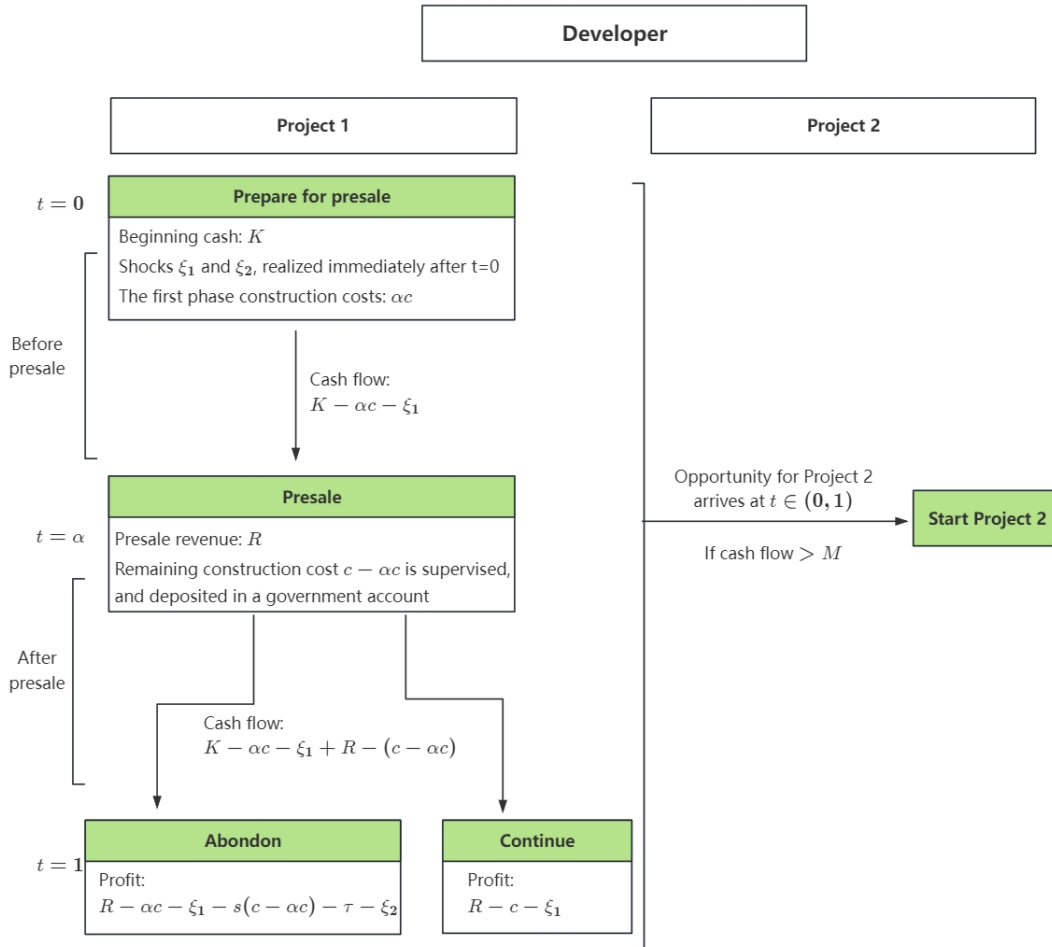 Developer
Project 1
Project 2
t = 0
Prepare for presale
Beginning cash: K
Shocks ξ₁ and ξ₂, realized immediately after t=0
The first phase construction costs: αc
Before
presale
Cash flow:
K − αc − ξ₁
Presale
t = α
Presale revenue: R
Remaining construction cost c − αc is supervised,
and deposited in a government account
Opportunity for Project 2
arrives at t ∈ (0, 1)
If cash flow > M
Start Project 2
After
presale
Cash flow:
K − αc − ξ₁ + R − (c − αc)
t = 1
Abondon
Profit:
R − αc − ξ₁ − s(c − αc) − τ − ξ₂
Continue
Profit:
R − c − ξ₁